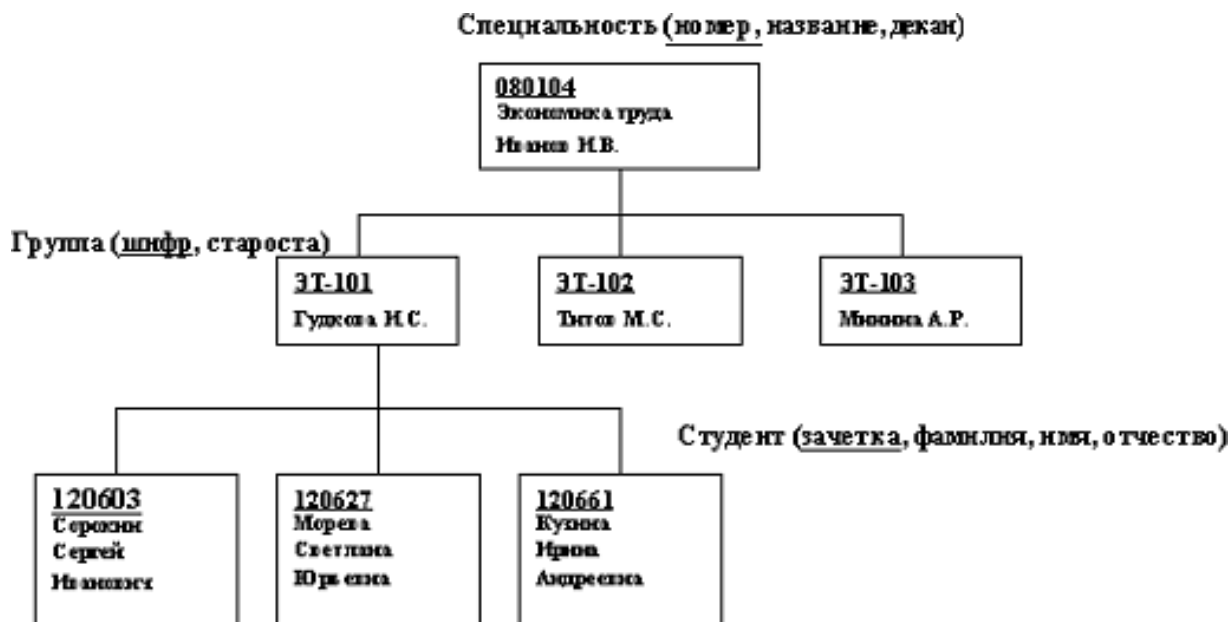 Специальность (номер, название, декан)
080104
Экономика труда
Иванов И.В.
Группа (шифр, староста)
ЭТ-101
Гудкова И.С.
ЭТ-102
Титов М.С.
ЭТ-103
Минина А.Р.
Студент (зачетка, фамилия, имя, отчество)
120603
Сорокин
Сергей
Иванович
120627
Морева
Светлана
Юрьевна
120661
Кузина
Ирина
Андреевна